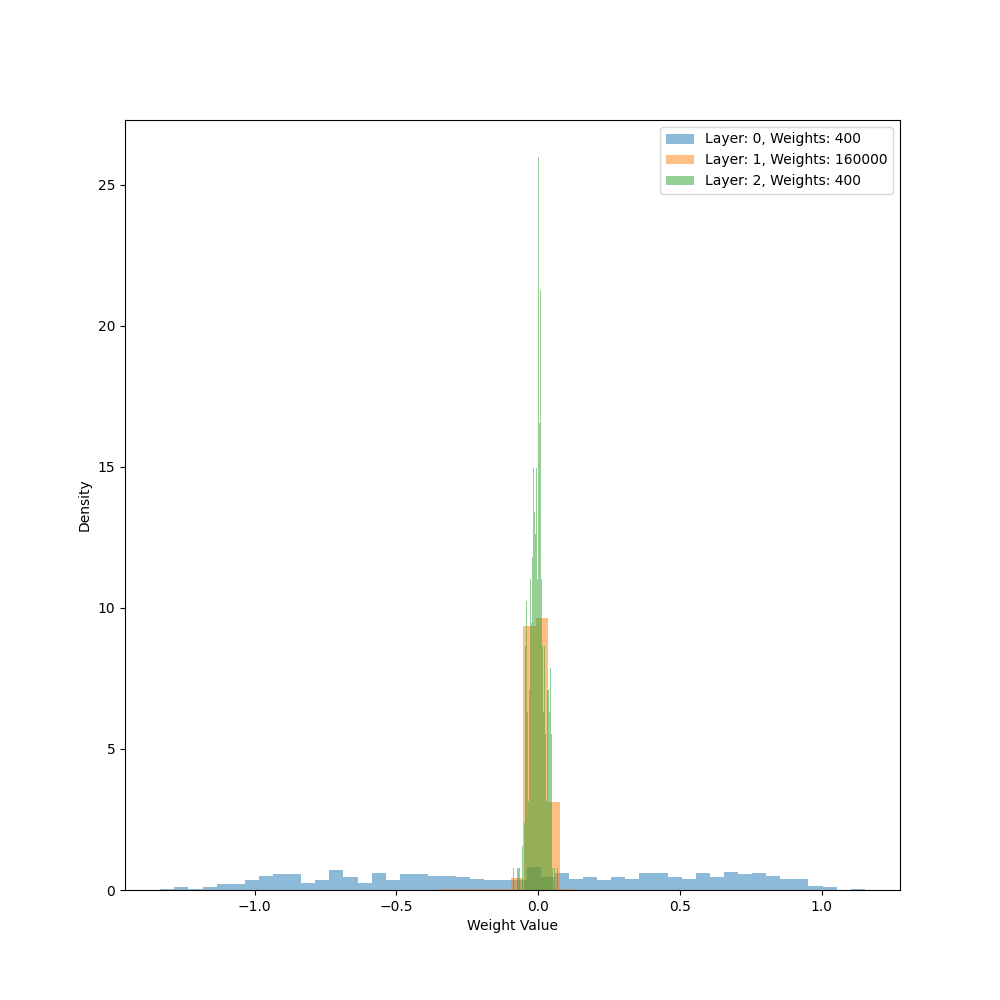 Layer: 0, Weights: 400
Layer: 1, Weights: 160000
Layer: 2, Weights: 400
25
20
15
10
5
0
Density
−1.0 −0.5 0.0 0.5 1.0
Weight Value